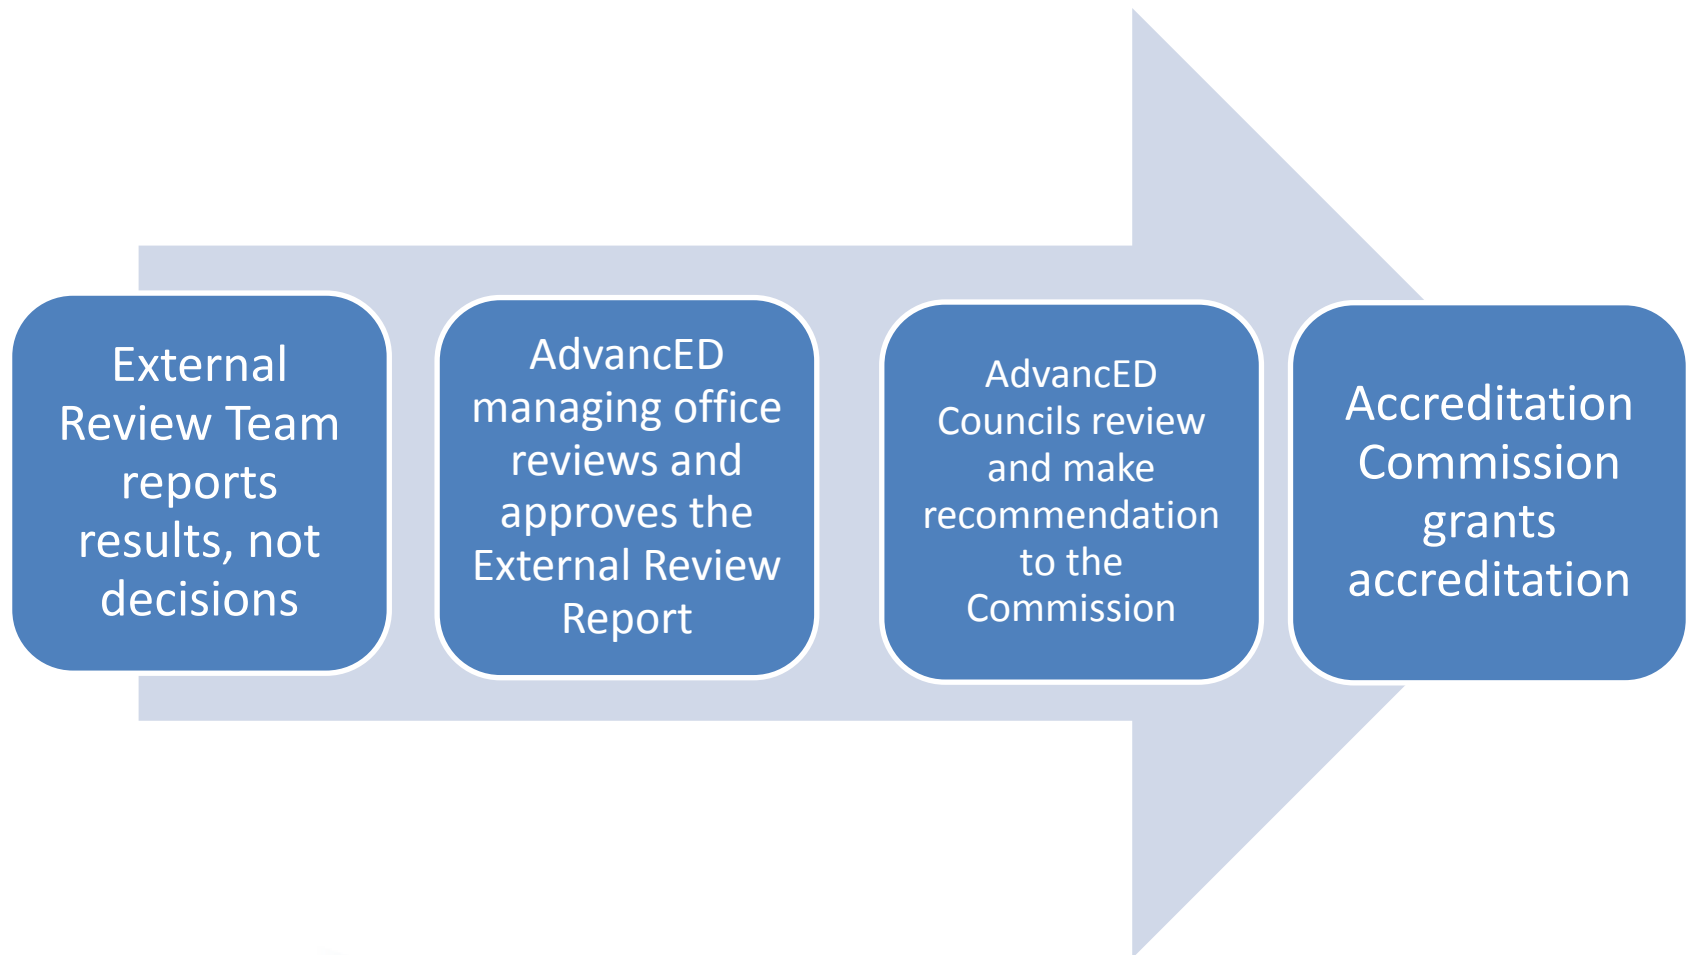 External
Review Team
reports
results, not
decisions
AdvancED
managing office
reviews and
approves the
External Review
Report
AdvancED
Councils review
and make
recommendation
to the
Commission
Accreditation
Commission
grants
accreditation